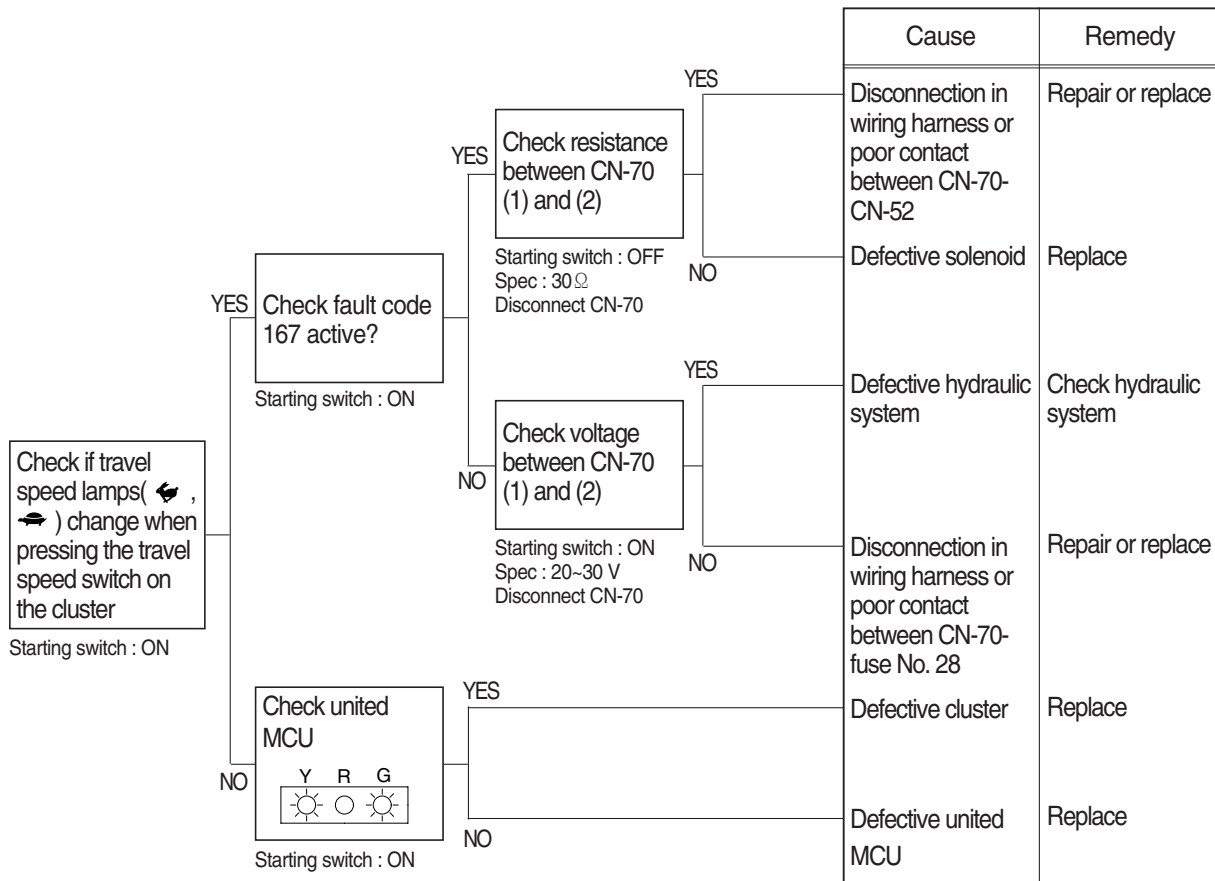 Cause
Remedy
Check if travel
speed lamps( ,
) change when
pressing the travel
speed switch on
the cluster
Starting switch : ON
YES
Check fault code
167 active?
Starting switch : ON
YES
Check resistance
between CN-70
(1) and (2)
Starting switch : OFF
Spec : 30Ω
Disconnect CN-70
YES
Disconnection in
wiring harness or
poor contact
between CN-70-
CN-52
Repair or replace
NO
Defective solenoid
Replace
NO
Check voltage
between CN-70
(1) and (2)
Starting switch : ON
Spec : 20~30 V
Disconnect CN-70
YES
Defective hydraulic
system
Check hydraulic
system
NO
Disconnection in
wiring harness or
poor contact
between CN-70-
fuse No. 28
Repair or replace
NO
Check united
MCU
Y R G
Starting switch : ON
YES
Defective cluster
Replace
NO
Defective united
MCU
Replace